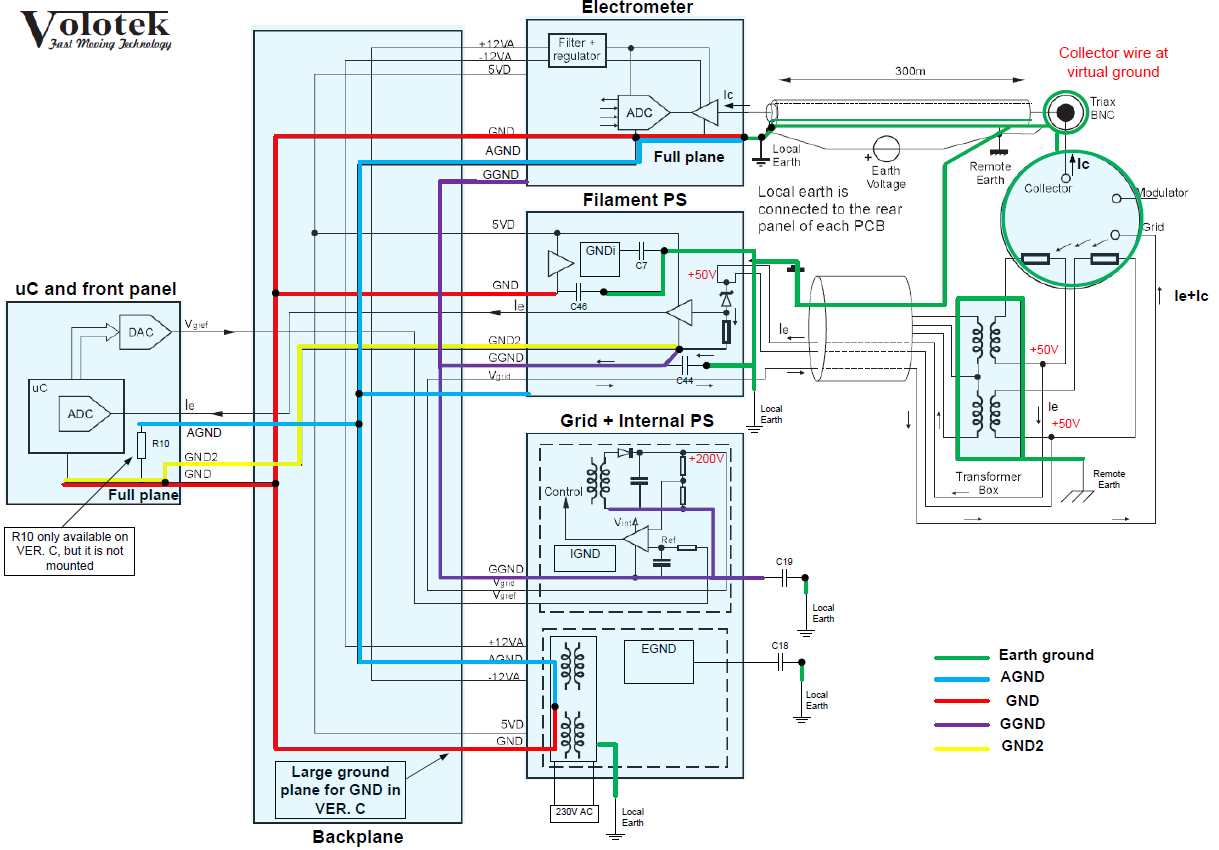 Volotek
Fast Moving Technology
Electrometer
+12VA
-12VA
5VD
Filter +
regulator
ADC
Ic
GND
AGND
GGND
Full plane
300m
Collector wire at
virtual ground
Triax
BNC
Local
Earth
+
Earth
Voltage
Remote
Earth
Ic
Collector
Modulator
Grid
Local earth is
connected to the rear
panel of each PCB
Filament PS
5VD
GNDi
C7
+50V
GND
C46
Ie
GND2
GGND
Vgrid
C44
Local
Earth
Ie
Ie+Ic
+50V
Ie
+50V
Transformer
Box
Remote
Earth
uC and front panel
DAC
Vgref
uC
ADC
Ie
AGND
R10
GND2
GND
Full plane
R10 only available on
VER. C, but it is not
mounted
Grid + Internal PS
+200V
Control
Vint
IGND
Ref
GGND
Vgrid
Vgref
C19
Local
Earth
+12VA
AGND
-12VA
EGND
C18
Local
Earth
5VD
GND
230V AC
Local
Earth
Large ground
plane for GND in
VER. C
Backplane
Earth ground
AGND
GND
GGND
GND2